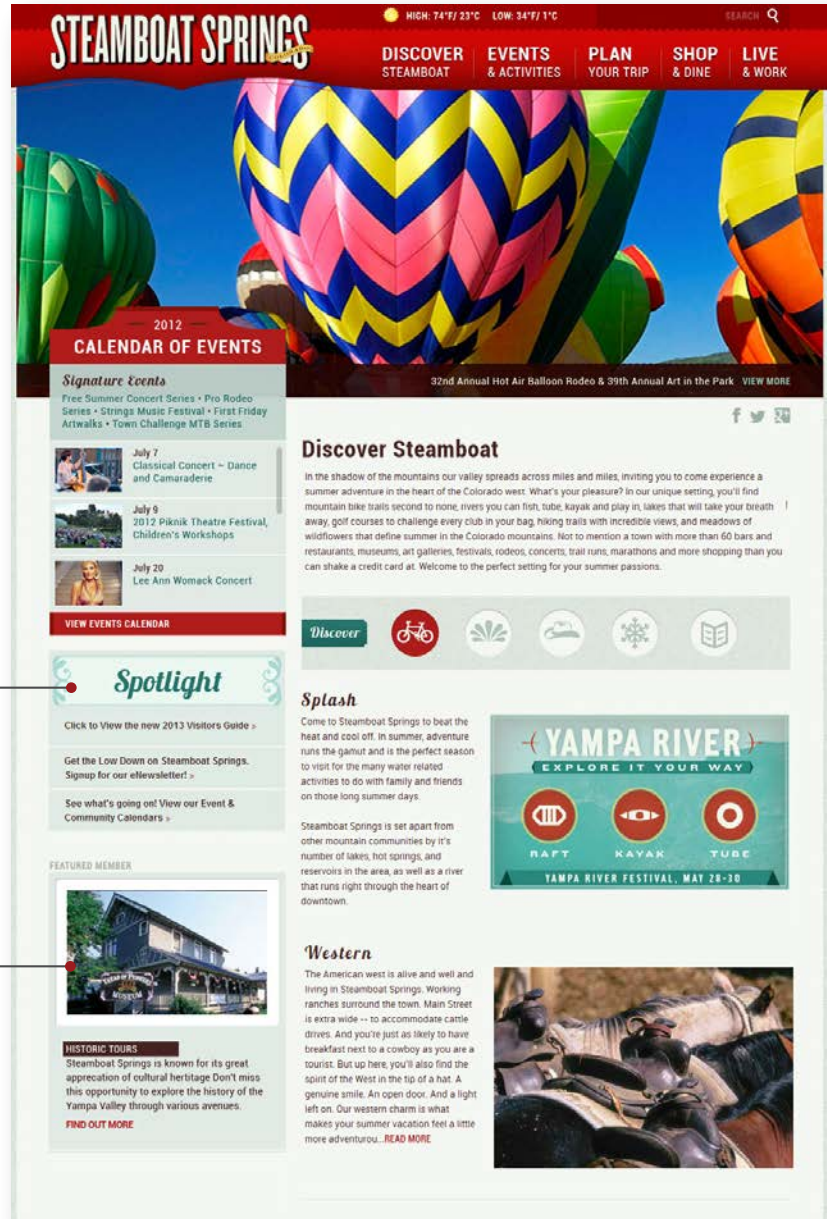 STEAMBOAT SPRINGS
COLORADO
HIGH: 74°F/ 23°C LOW: 34°F/ 1°C
SEARCH
DISCOVER
STEAMBOAT
EVENTS
& ACTIVITIES
PLAN
YOUR TRIP
SHOP
& DINE
LIVE
& WORK
2012
CALENDAR OF EVENTS
32nd Annual Hot Air Balloon Rodeo & 39th Annual Art in the Park VIEW MORE
Signature Events
Free Summer Concert Series • Pro Rodeo
Series • Strings Music Festival • First Friday
Artwalks • Town Challenge MTB Series
July 7
Classical Concert ~ Dance
and Camaraderie
July 9
2012 Piknik Theatre Festival,
Children's Workshops
July 20
Lee Ann Womack Concert
VIEW EVENTS CALENDAR
Spotlight
Click to View the new 2013 Visitors Guide »
Get the Low Down on Steamboat Springs.
Signup for our eNewsletter! »
See what's going on! View our Event &
Community Calendars »
FEATURED MEMBER
TREAD OF PIONEERS
MUSEUM
HISTORIC TOURS
Steamboat Springs is known for its great
apprecation of cultural hertitage Don't miss
this opportunity to explore the history of the
Yampa Valley through various avenues.
FIND OUT MORE
Discover Steamboat
In the shadow of the mountains our valley spreads across miles and miles, inviting you to come experience a
summer adventure in the heart of the Colorado west. What's your pleasure? In our unique setting, you'll find
mountain bike trails second to none, rivers you can fish, tube, kayak and play in, lakes that will take your breath
away, golf courses to challenge every club in your bag, hiking trails with incredible views, and meadows of
wildflowers that define summer in the Colorado mountains. Not to mention a town with more than 60 bars and
restaurants, museums, art galleries, festivals, rodeos, concerts, trail runs, marathons and more shopping than you
can shake a credit card at. Welcome to the perfect setting for your summer passions.
Discover
Splash
Come to Steamboat Springs to beat the
heat and cool off. In summer, adventure
runs the gamut and is the perfect season
to visit for the many water related
activities to do with family and friends
on those long summer days.
Steamboat Springs is set apart from
other mountain communities by it's
number of lakes, hot springs, and
reservoirs in the area, as well as a river
that runs right through the heart of
downtown.
YAMPA RIVER
EXPLORE IT YOUR WAY
RAFT KAYAK TUBE
YAMPA RIVER FESTIVAL, MAY 28-30
Western
The American west is alive and well and
living in Steamboat Springs. Working
ranches surround the town. Main Street
is extra wide -- to accommodate cattle
drives. And you're just as likely to have
breakfast next to a cowboy as you are a
tourist. But up here, you'll also find the
spirit of the West in the tip of a hat. A
genuine smile. An open door. And a light
left on. Our western charm is what
makes your summer vacation feel a little
more adventurou...READ MORE